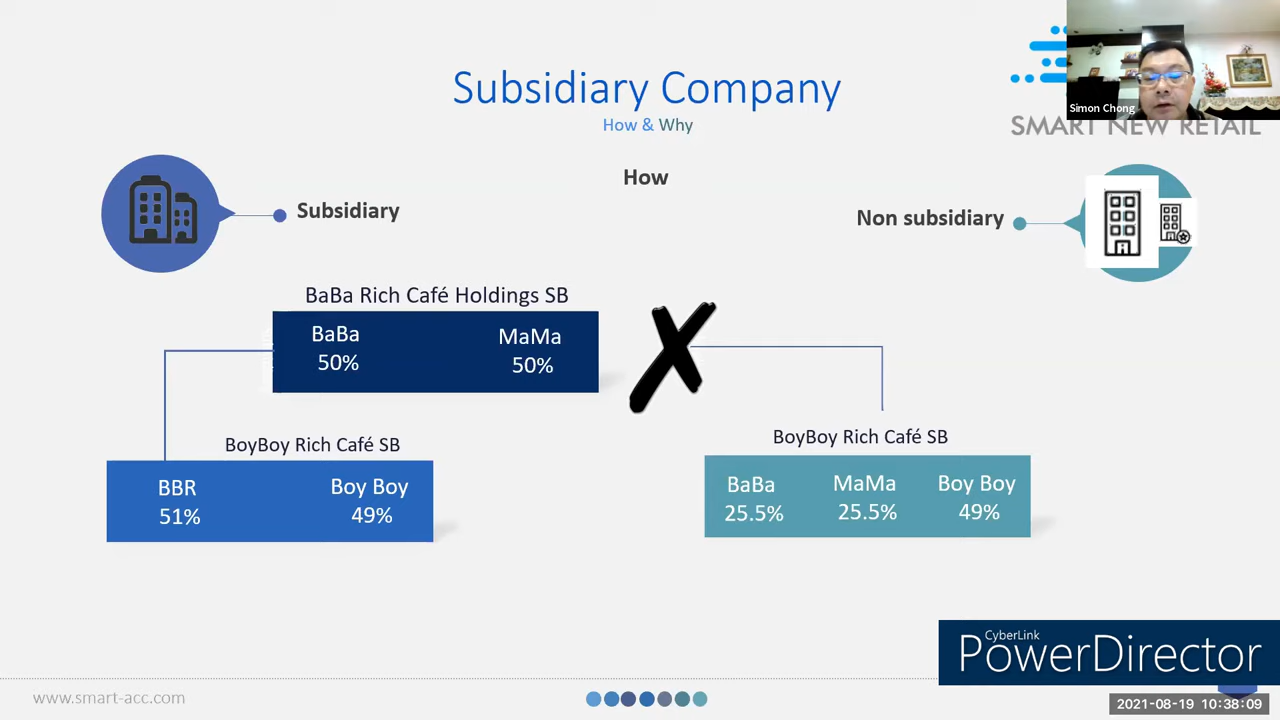 Subsidiary Company
How & Why
SMART NEW RETAIL
Simon Chong
How
Subsidiary
Non subsidiary
BaBa Rich Café Holdings SB
BaBa
MaMa
50%
50%
BoyBoy Rich Café SB
BBR
Boy Boy
51%
49%
BoyBoy Rich Café SB
BaBa
MaMa
Boy Boy
25.5%
25.5%
49%
CyberLink
PowerDirector
www.smart-acc.com
2021-08-19 10:38:09